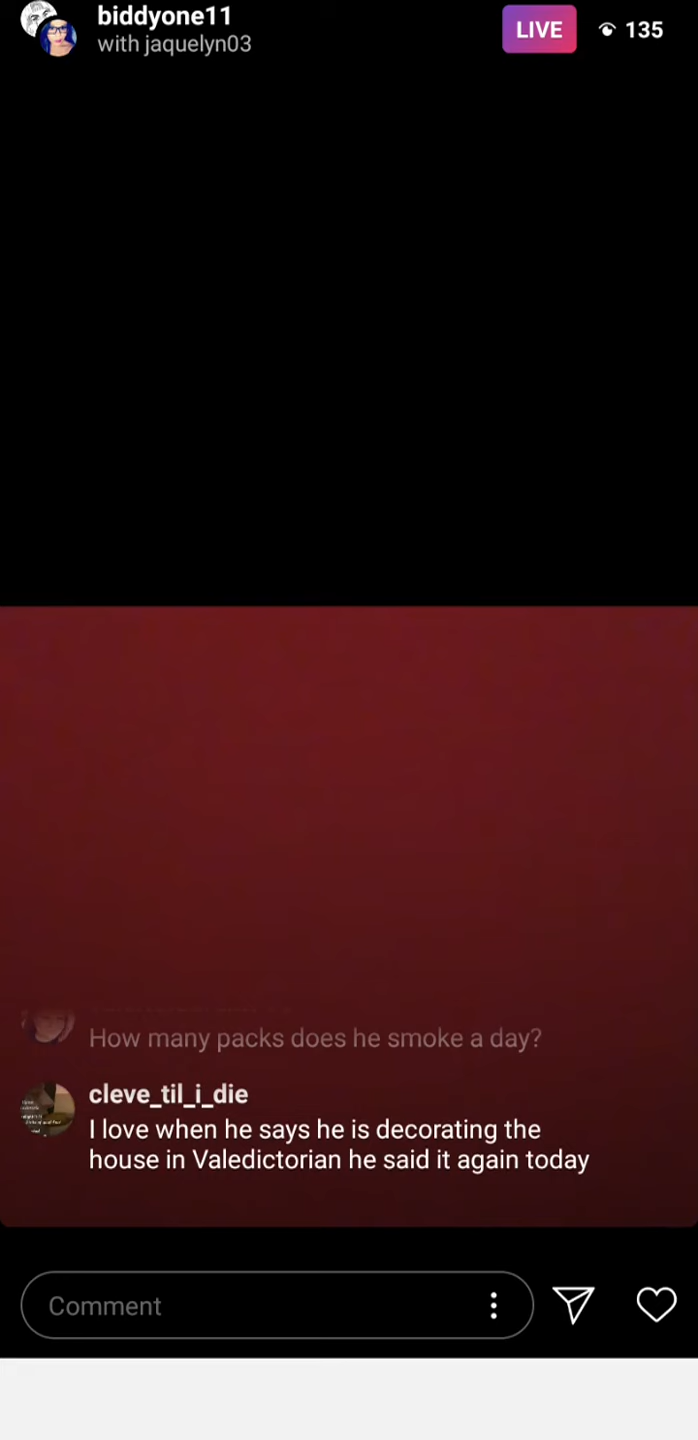 biddyone11
with jaquelyn03
LIVE
135
How many packs does he smoke a day?
cleve_til_i_die
I love when he says he is decorating the
house in Valedictorian he said it again today
Comment